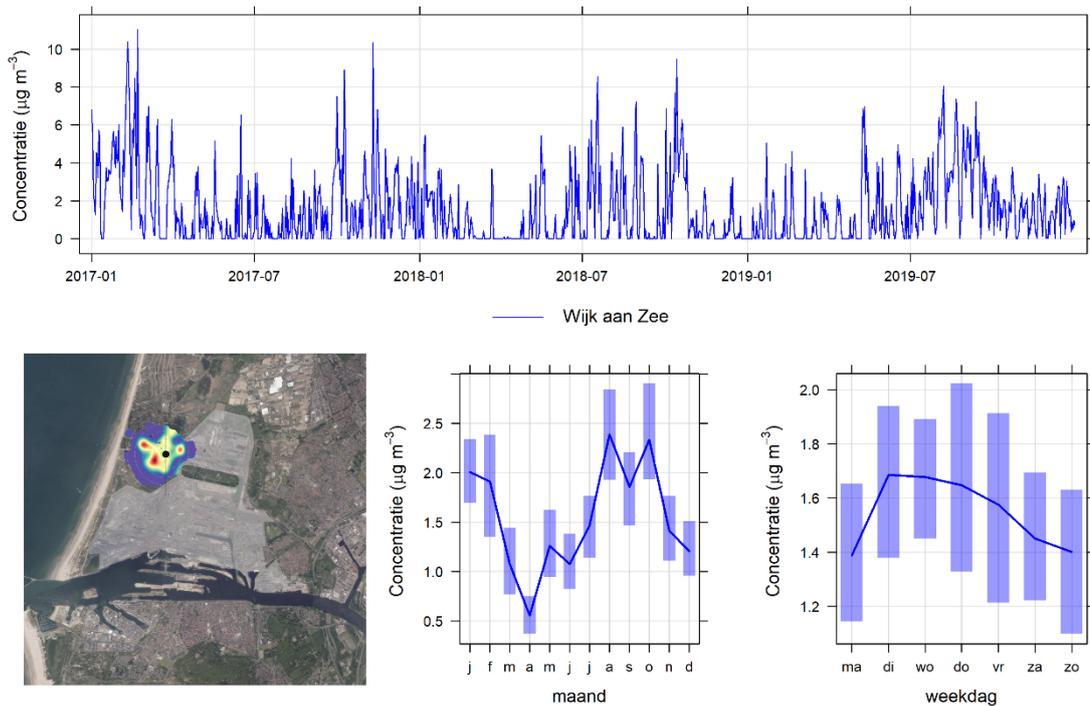 Concentratie (μg m⁻³)
10
8
6
4
2
0
2017-01 2017-07 2018-01 2018-07 2019-01 2019-07
Wijk aan Zee
Concentratie (μg m⁻³)
2.5
2.0
1.5
1.0
0.5
j f m a m j j a s o n d
maand
Concentratie (μg m⁻³)
2.0
1.8
1.6
1.4
1.2
ma di wo do vr za zo
weekdag